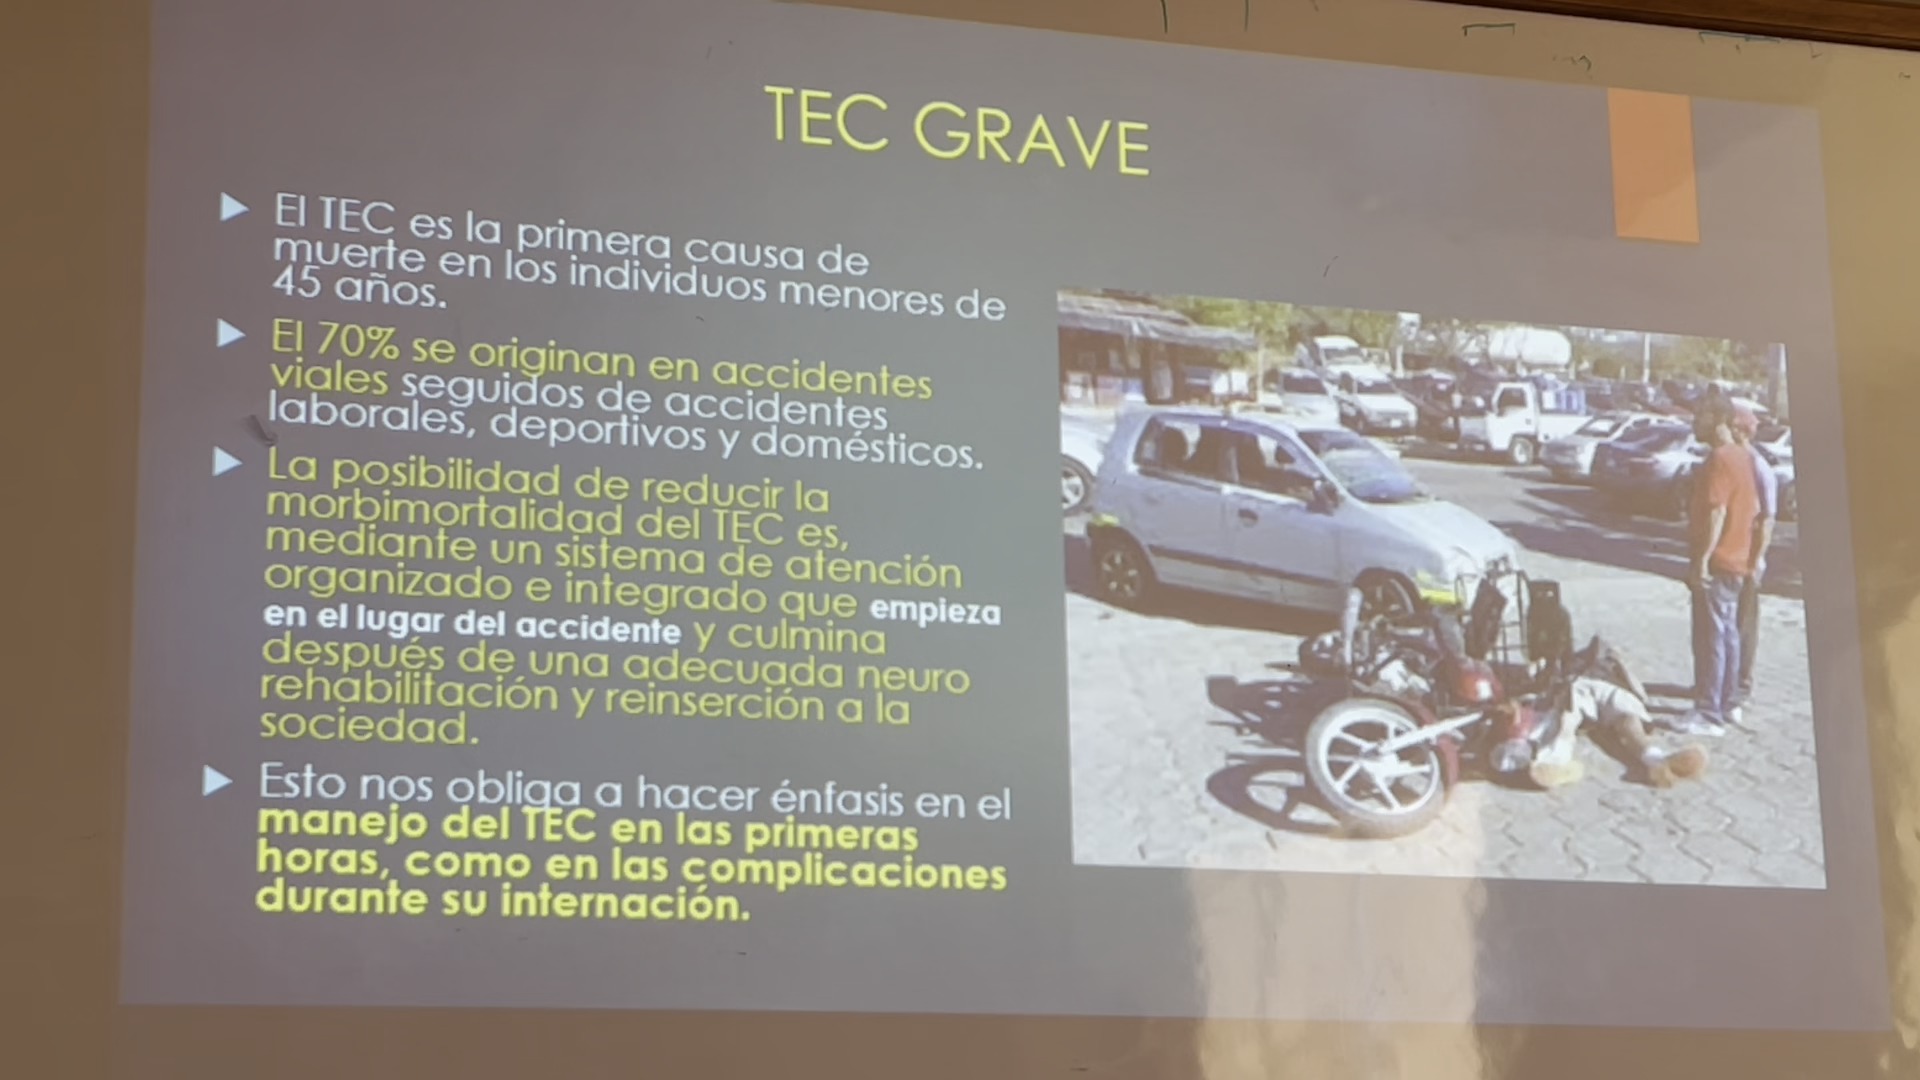 TEC GRAVE
El TEC es la primera causa de
muerte en los individuos menores de
45 años.
El 70% se originan en accidentes
viales seguidos de accidentes
laborales, deportivos y domésticos.
La posibilidad de reducir la
morbimortalidad del TEC es,
mediante un sistema de atención
organizado e integrado que empieza
en el lugar del accidente y culmina
después de una adecuada neuro
rehabilitación y reinserción a la
sociedad.
Esto nos obliga a hacer énfasis en el
manejo del TEC en las primeras
horas, como en las complicaciones
durante su internación.